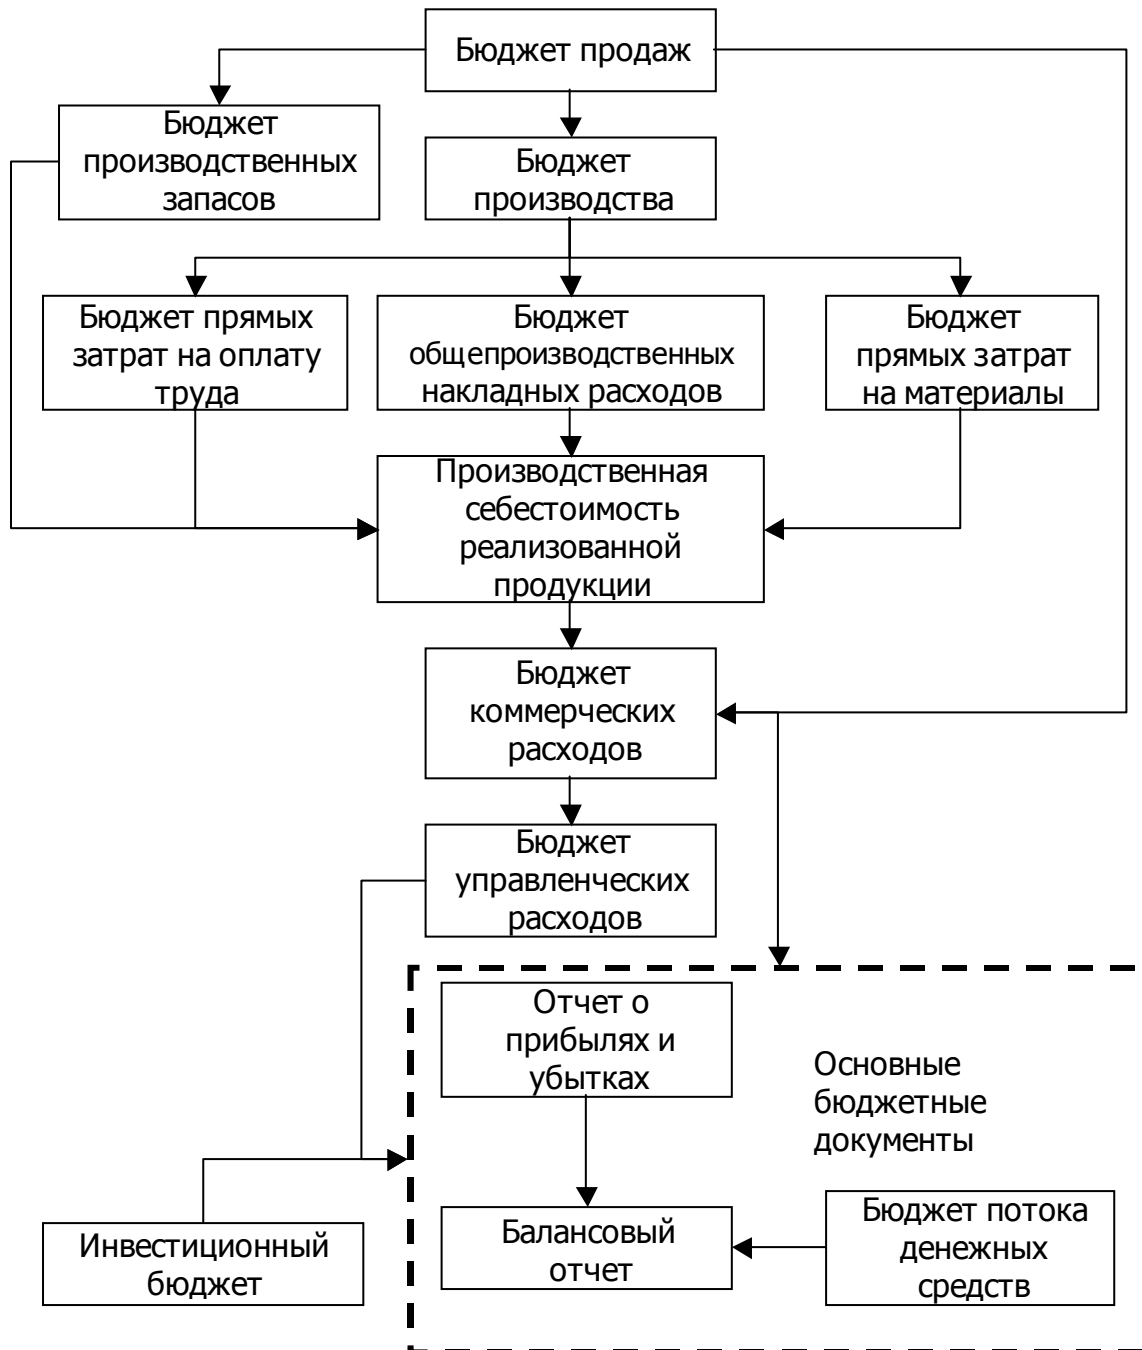 Бюджет продаж
Бюджет
производственных
запасов
Бюджет
производства
Бюджет прямых
затрат на оплату
труда
Бюджет
общепроизводственных
накладных расходов
Бюджет
прямых затрат
на материалы
Производственная
себестоимость
реализованной
продукции
Бюджет
коммерческих
расходов
Бюджет
управленческих
расходов
Отчет о
прибылях и
убытках
Основные
бюджетные
документы
Инвестиционный
бюджет
Балансовый
отчет
Бюджет потока
денежных
средств